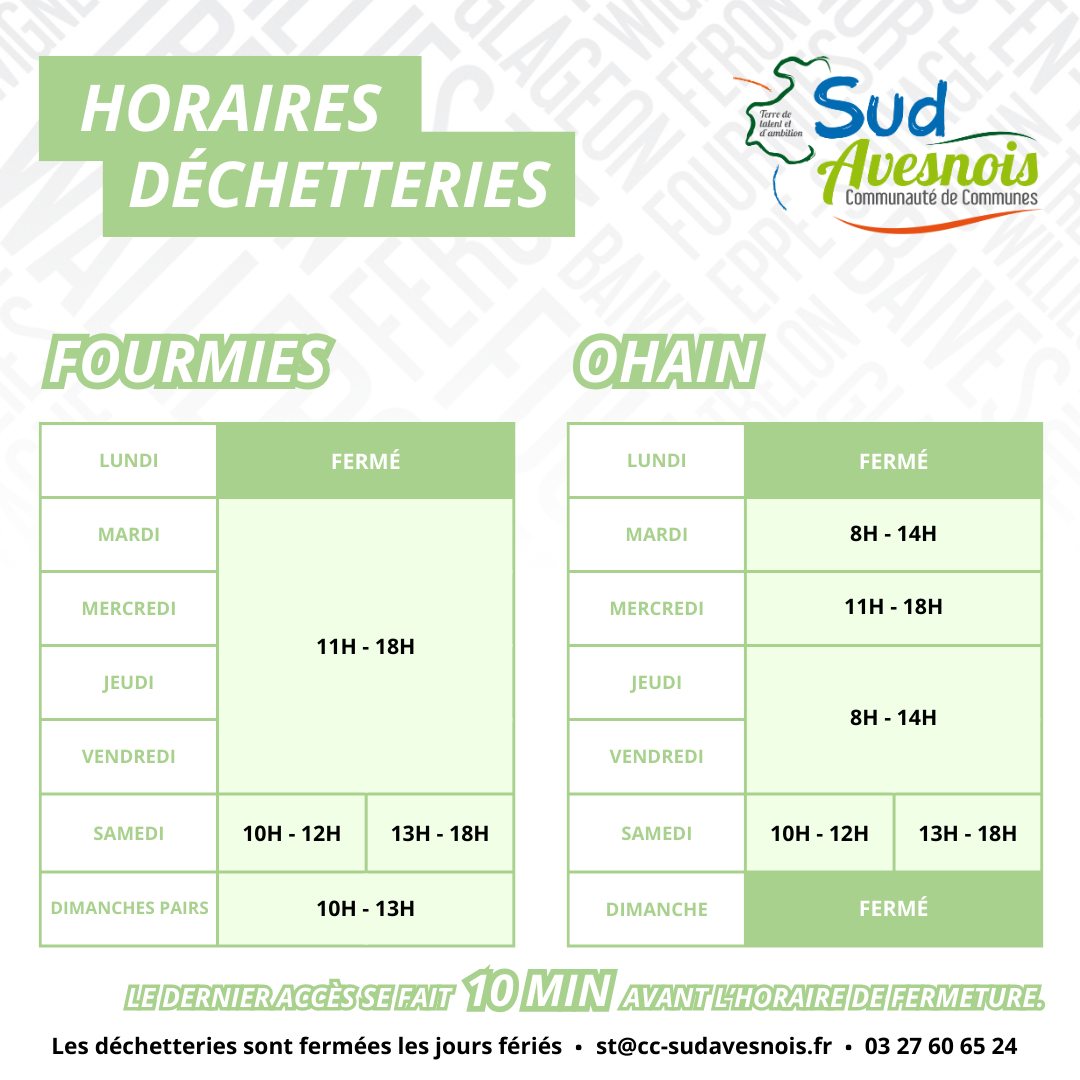 HORAIRES
DÉCHETTERIES
Terre de
talent et
d'ambition
Sud
Avesnois
Communauté de Communes
FOURMIES
LUNDI FERMÉ
MARDI
MERCREDI
11H - 18H
JEUDI
VENDREDI
SAMEDI 10H - 12H 13H - 18H
DIMANCHES PAIRS 10H - 13H
OHAIN
LUNDI FERMÉ
MARDI 8H - 14H
MERCREDI 11H - 18H
JEUDI
8H - 14H
VENDREDI
SAMEDI 10H - 12H 13H - 18H
DIMANCHE FERMÉ
LE DERNIER ACCÈS SE FAIT 10 MIN AVANT L'HORAIRE DE FERMETURE.
Les déchetteries sont fermées les jours fériés • st@cc-sudavesnois.fr • 03 27 60 65 24